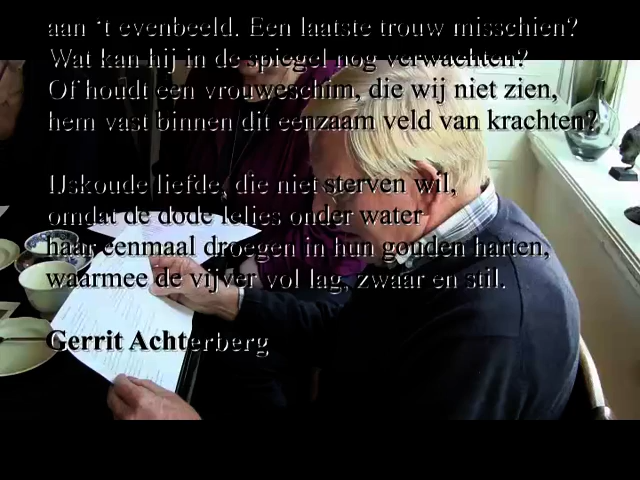 aan ‘t evenbeeld. Een laatste trouw misschien?
Wat kan hij in de spiegel nog verwachten?
Of houdt een vrouweschim, die wij niet zien,
hem vast binnen dit eenzaam veld van krachten?
IJskoude liefde, die niet sterven wil,
omdat de dode lelies onder water
haar eenmaal droegen in hun gouden harten,
waarmee de vijver vol lag, zwaar en stil.
Gerrit Achterberg